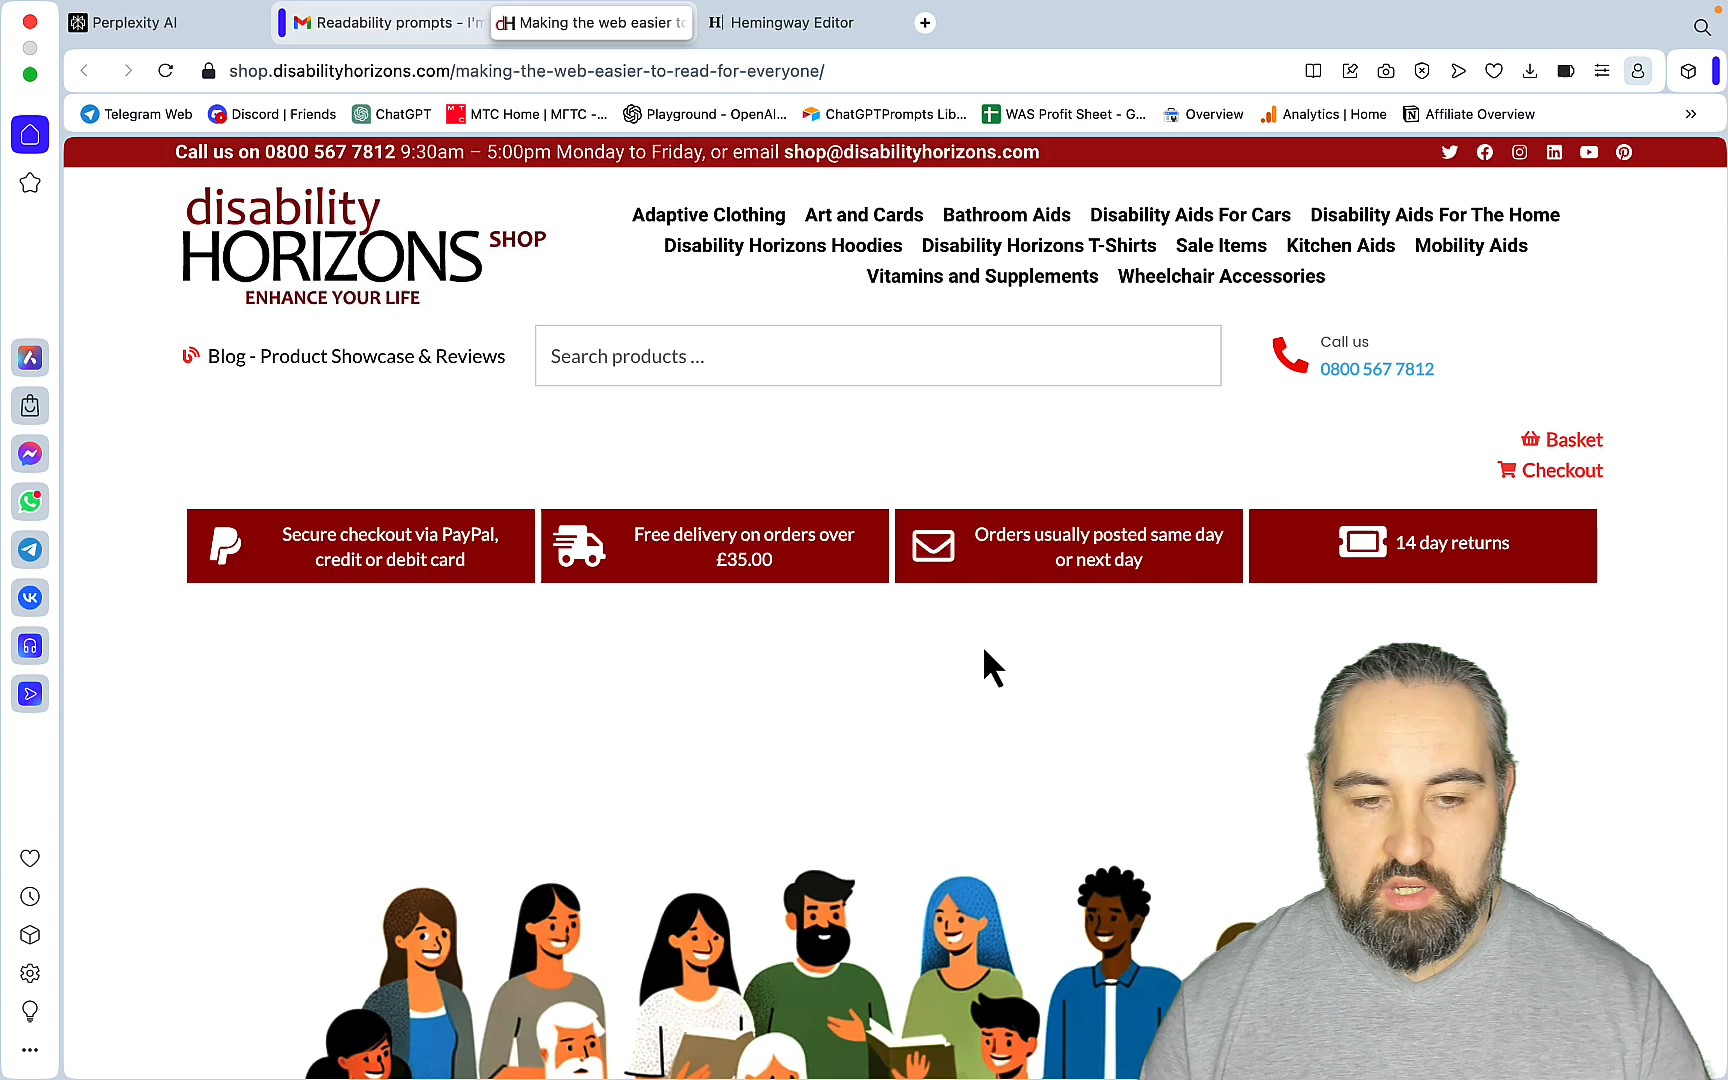 Perplexity AI
Readability prompts - I'm
dH Making the web easier to
H Hemingway Editor
shop.disabilityhorizons.com/making-the-web-easier-to-read-for-everyone/
Telegram Web
Discord | Friends
ChatGPT
MTC Home | МГТС -...
Playground - OpenAI...
ChatGPTPrompts Lib...
WAS Profit Sheet - G...
Overview
Analytics | Home
Affiliate Overview
Call us on 0800 567 7812 9:30am – 5:00pm Monday to Friday, or email shop@disabilityhorizons.com
disability
HORIZONS SHOP
ENHANCE YOUR LIFE
Adaptive Clothing Art and Cards Bathroom Aids Disability Aids For Cars Disability Aids For The Home
Disability Horizons Hoodies Disability Horizons T-Shirts Sale Items Kitchen Aids Mobility Aids
Vitamins and Supplements Wheelchair Accessories
Blog - Product Showcase & Reviews
Search products ...
Call us
0800 567 7812
Basket
Checkout
Secure checkout via PayPal,
credit or debit card
Free delivery on orders over
£35.00
Orders usually posted same day
or next day
14 day returns